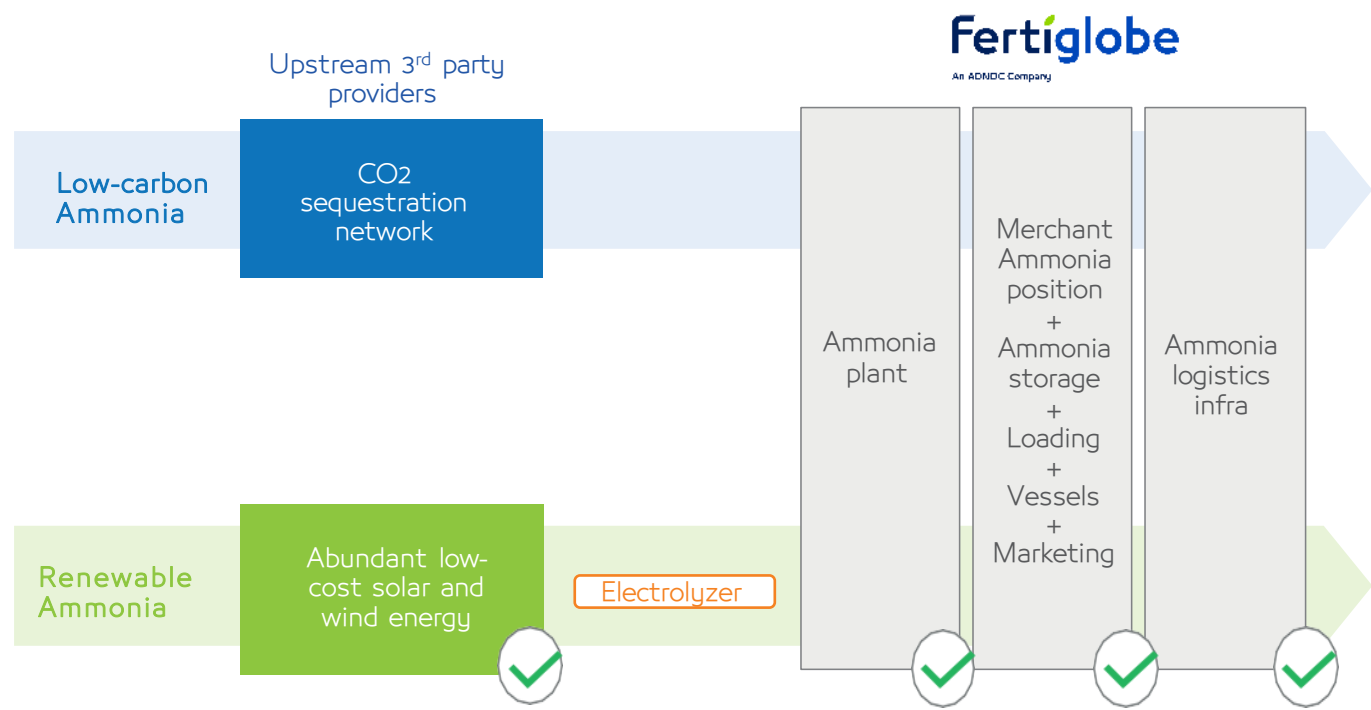 Fertiglobe
An ADNOC Company
Upstream 3rd party
providers
Low-carbon
Ammonia
CO2
sequestration
network
Renewable
Ammonia
Abundant low-
cost solar and
wind energy
Electrolyzer
Ammonia
plant
Merchant
Ammonia
position
+
Ammonia
storage
+
Loading
+
Vessels
+
Marketing
Ammonia
logistics
infra